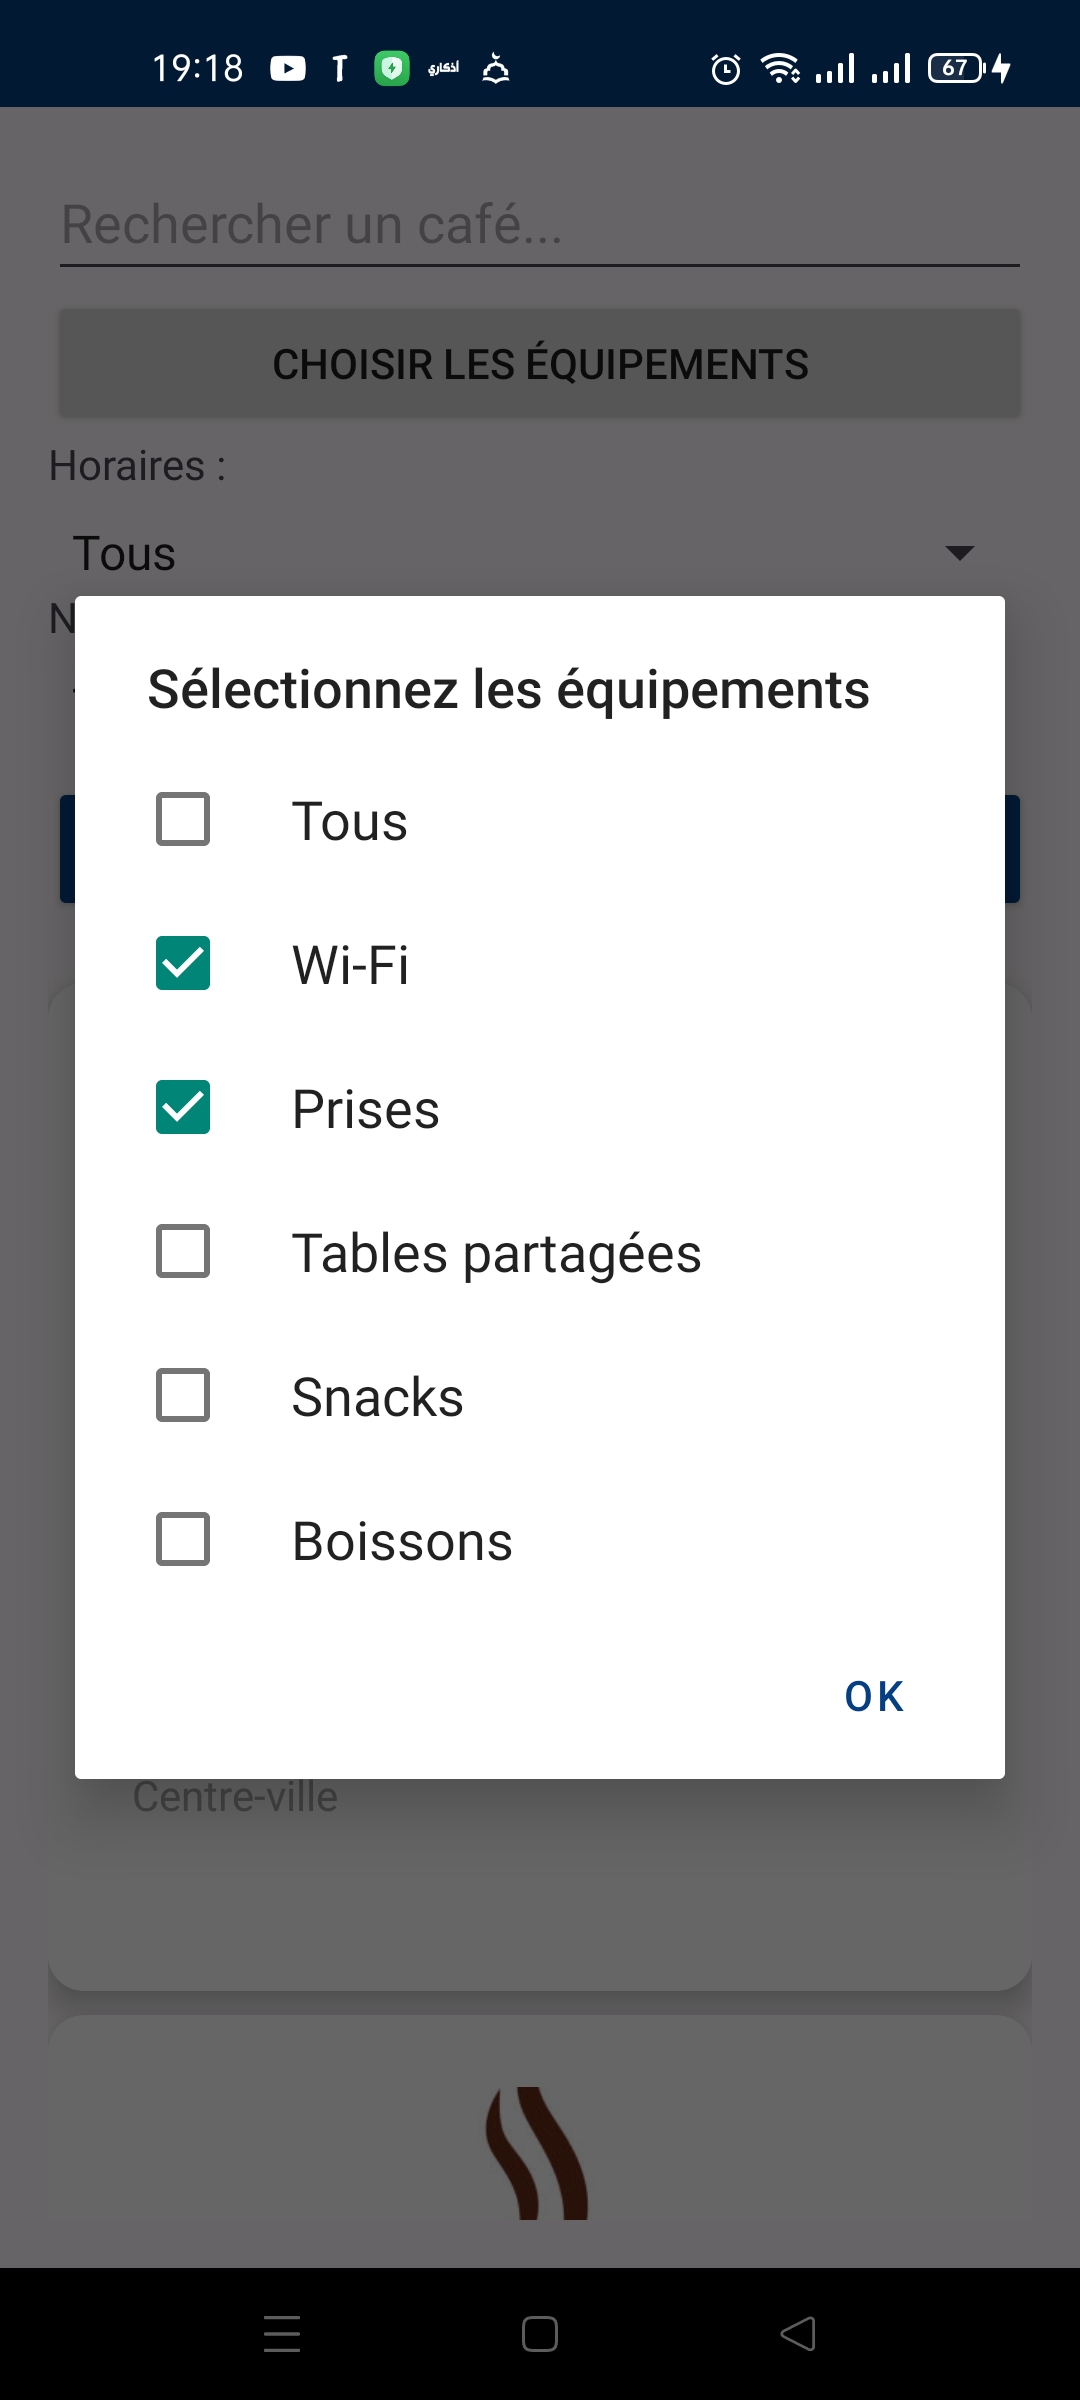 19:18
أذكاري
67
Rechercher un café...
CHOISIR LES ÉQUIPEMENTS
Horaires :
Tous
N
Sélectionnez les équipements
Tous
Wi-Fi
Prises
Tables partagées
Snacks
Boissons
OK
Centre-ville